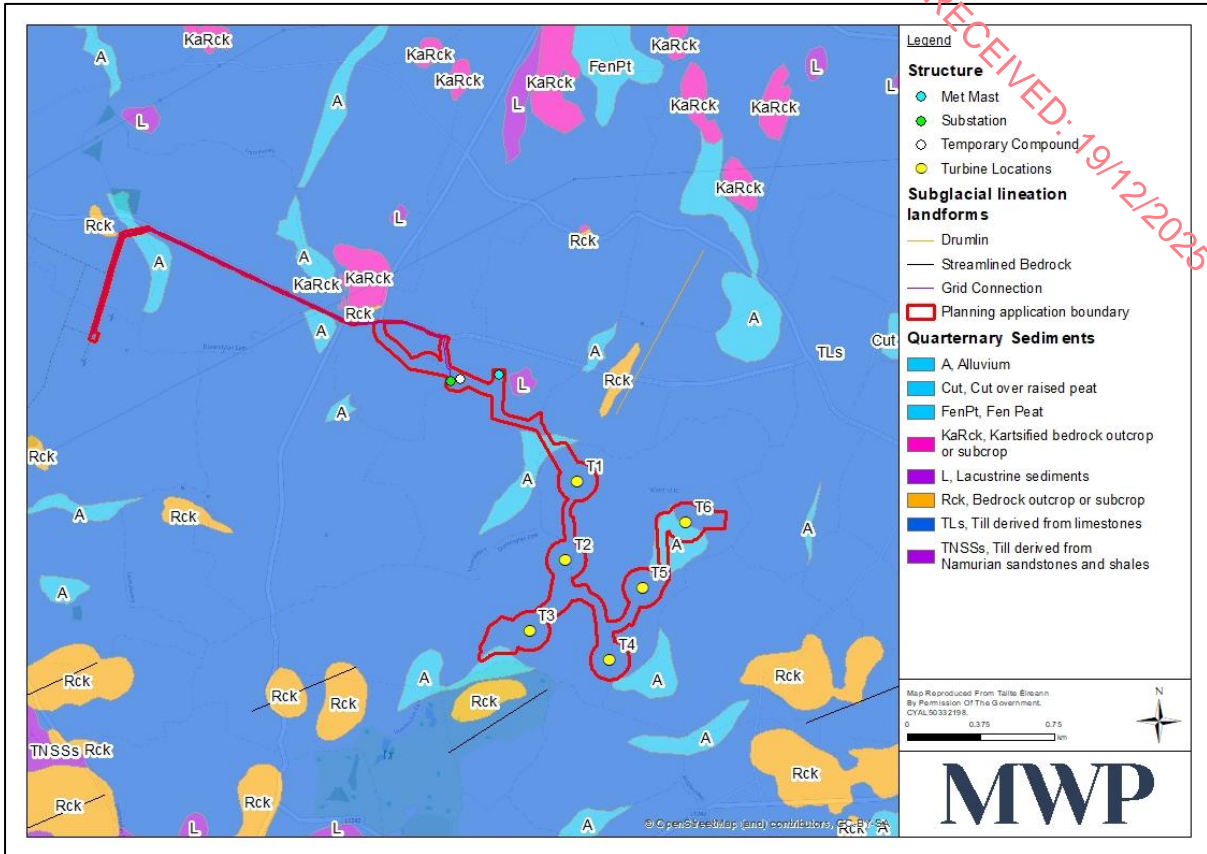 RECEIVED: 19/12/2025
KaRck
KaRck
A
KaRck
FenPt
KaRck
KaRck
L
L
L
A
L
KaRck
KaRck
KaRck
L
Rck
A
A
KaRck
KaRck
Rck
Rck
A
A
A
TLs
Cut
Rck
L
A
Rck
A
T1
A
Rck
T6
A
A
T2
T5
A
T3
T4
A
A
Rck
Rck
Rck
Rck
Rck
A
TNSSs
Rck
Rck
Rck
Rck
L
L
A
Rck
A
© OpenStreetMap (and) contributors, CC-BY-SA
Legend
Structure
Met Mast
Substation
Temporary Compound
Turbine Locations
Subglacial lineation
landforms
Drumlin
Streamlined Bedrock
Grid Connection
Planning application boundary
Quarternary Sediments
A, Alluvium
Cut, Cut over raised peat
FenPt, Fen Peat
KaRck, Kartsified bedrock outcrop
or subcrop
L, Lacustrine sediments
Rck, Bedrock outcrop or subcrop
TLs, Till derived from limestones
TNSSs, Till derived from
Namurian sandstones and shales
Map Reproduced From Tailte Éireann
By Permission Of The Government.
CYAL50332198.
N
0 0.375 0.75
km
MWP